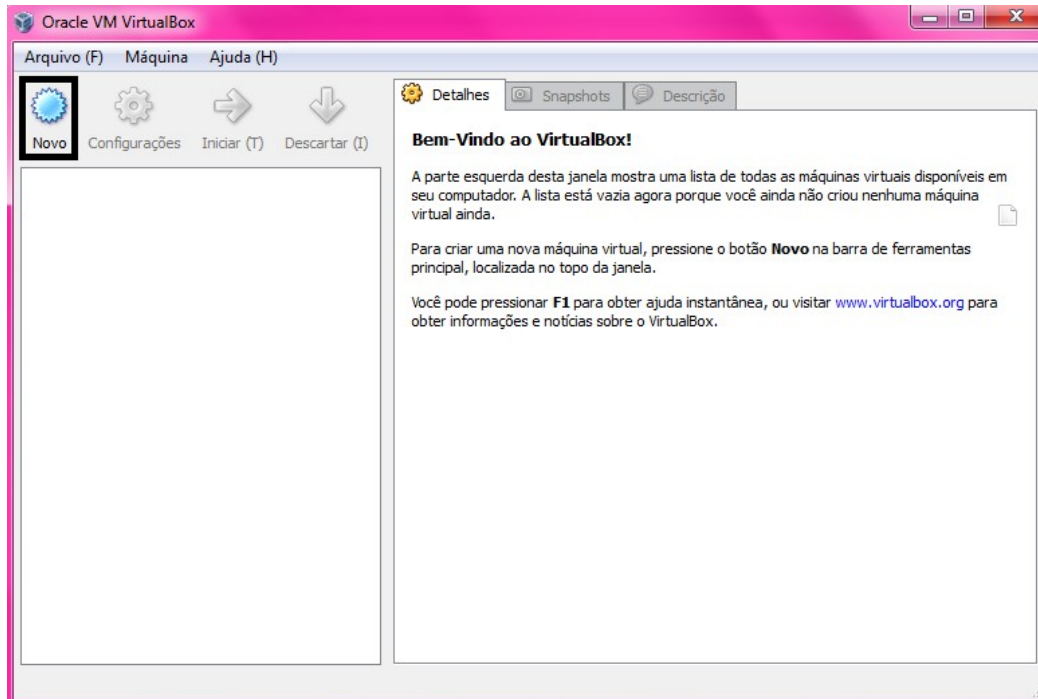 Oracle VM VirtualBox
Arquivo (F) Máquina Ajuda (H)
Novo Configurações Iniciar (T) Descartar (I)
Detalhes Snapshots Descrição
Bem-Vindo ao VirtualBox!
A parte esquerda desta janela mostra uma lista de todas as máquinas virtuais disponíveis em
seu computador. A lista está vazia agora porque você ainda não criou nenhuma máquina
virtual ainda.
Para criar uma nova máquina virtual, pressione o botão Novo na barra de ferramentas
principal, localizada no topo da janela.
Você pode pressionar F1 para obter ajuda instantânea, ou visitar www.virtualbox.org para
obter informações e notícias sobre o VirtualBox.